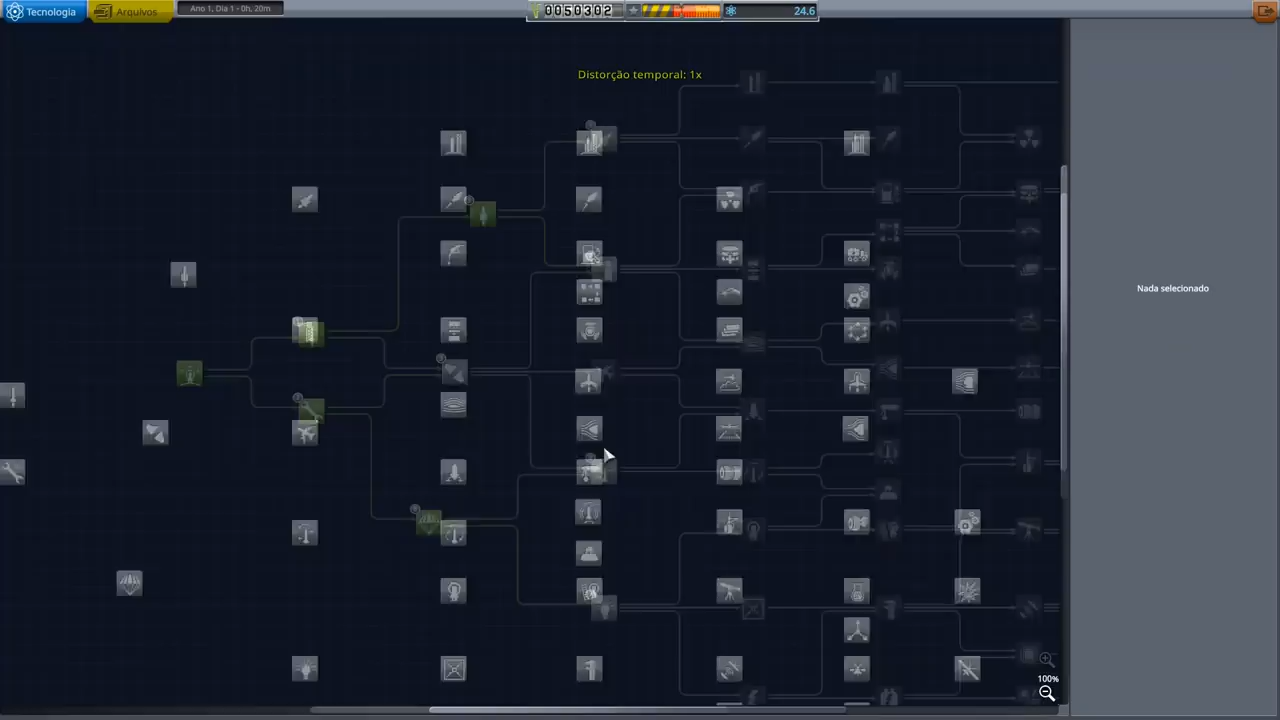 Tecnologia
Arquivos
Ano 1, Dia 1 - 0h, 20m
0050302
24.6
Distorção temporal: 1x
Nada selecionado
100%